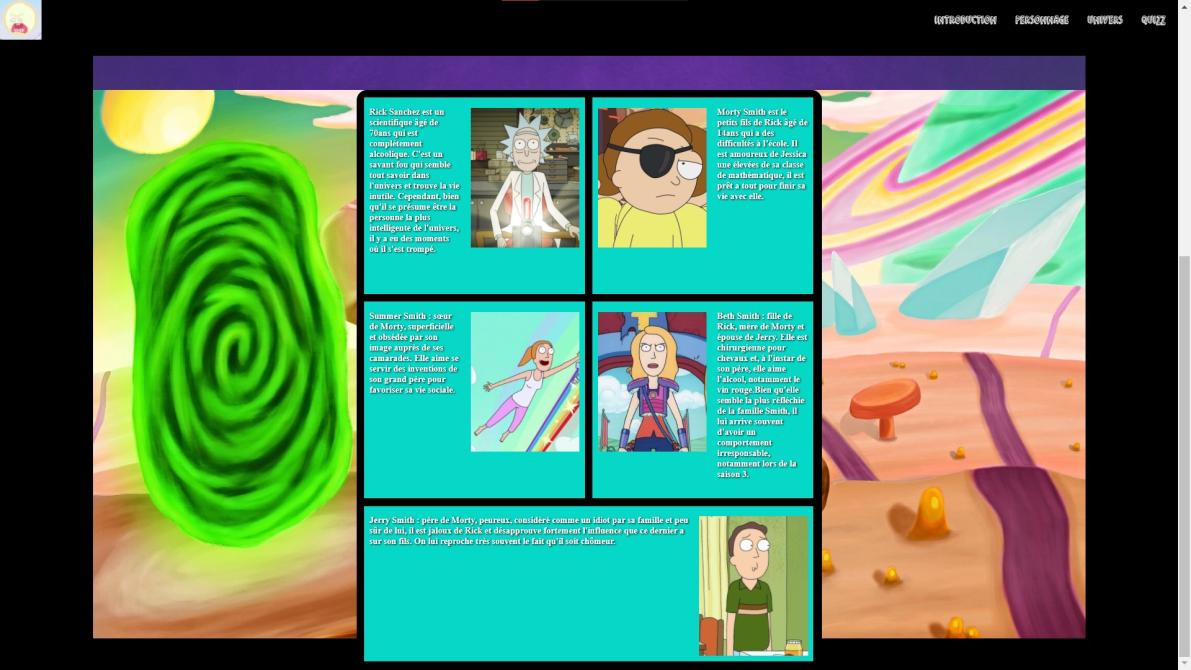 INTRODUCTION PERSONNAGE UNIVERS QUIZZ
Rick Sanchez est un
scientifique âgé de
70ans qui est
complètement
alcoolique. C'est un
savant fou qui semble
tout savoir dans
l'univers et trouve la vie
inutile. Cependant, bien
qu'il se présume être la
personne la plus
intelligente de l'univers,
il y a eu des moments
où il s'est trompé.
Morty Smith est le
petits fils de Rick âgé de
14ans qui a des
difficultés à l'école. Il
est amoureux de Jessica
une élevées de sa classe
de mathématique, il est
prêt a tout pour finir sa
vie avec elle.
Summer Smith : sœur
de Morty, superficielle
et obsédée par son
image auprès de ses
camarades. Elle aime se
servir des inventions de
son grand père pour
favoriser sa vie sociale.
Beth Smith : fille de
Rick, mère de Morty et
épouse de Jerry. Elle est
chirurgienne pour
chevaux et, à l'instar de
son père, elle aime
l'alcool, notamment le
vin rouge.Bien qu'elle
semble la plus réfléchie
de la famille Smith, il
lui arrive souvent
d'avoir un
comportement
irresponsable,
notamment lors de la
saison 3.
Jerry Smith : père de Morty, peureux, considéré comme un idiot par sa famille et peu
sûr de lui, il est jaloux de Rick et désapprouve fortement l'influence que ce dernier a
sur son fils. On lui reproche très souvent le fait qu'il soit chômeur.